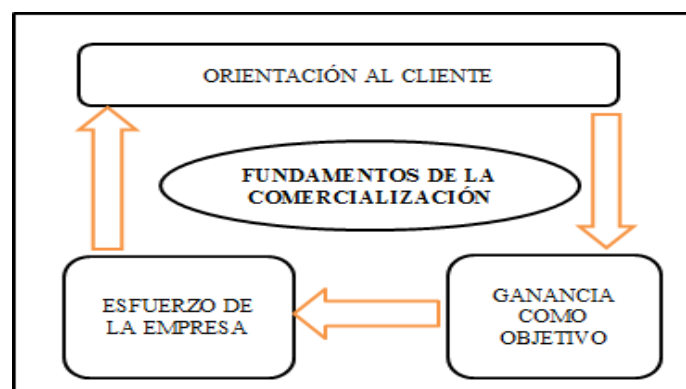 ORIENTACIÓN AL CLIENTE
FUNDAMENTOS DE LA
COMERCIALIZACIÓN
ESFUERZO DE
LA EMPRESA
GANANCIA
COMO
OBJETIVO